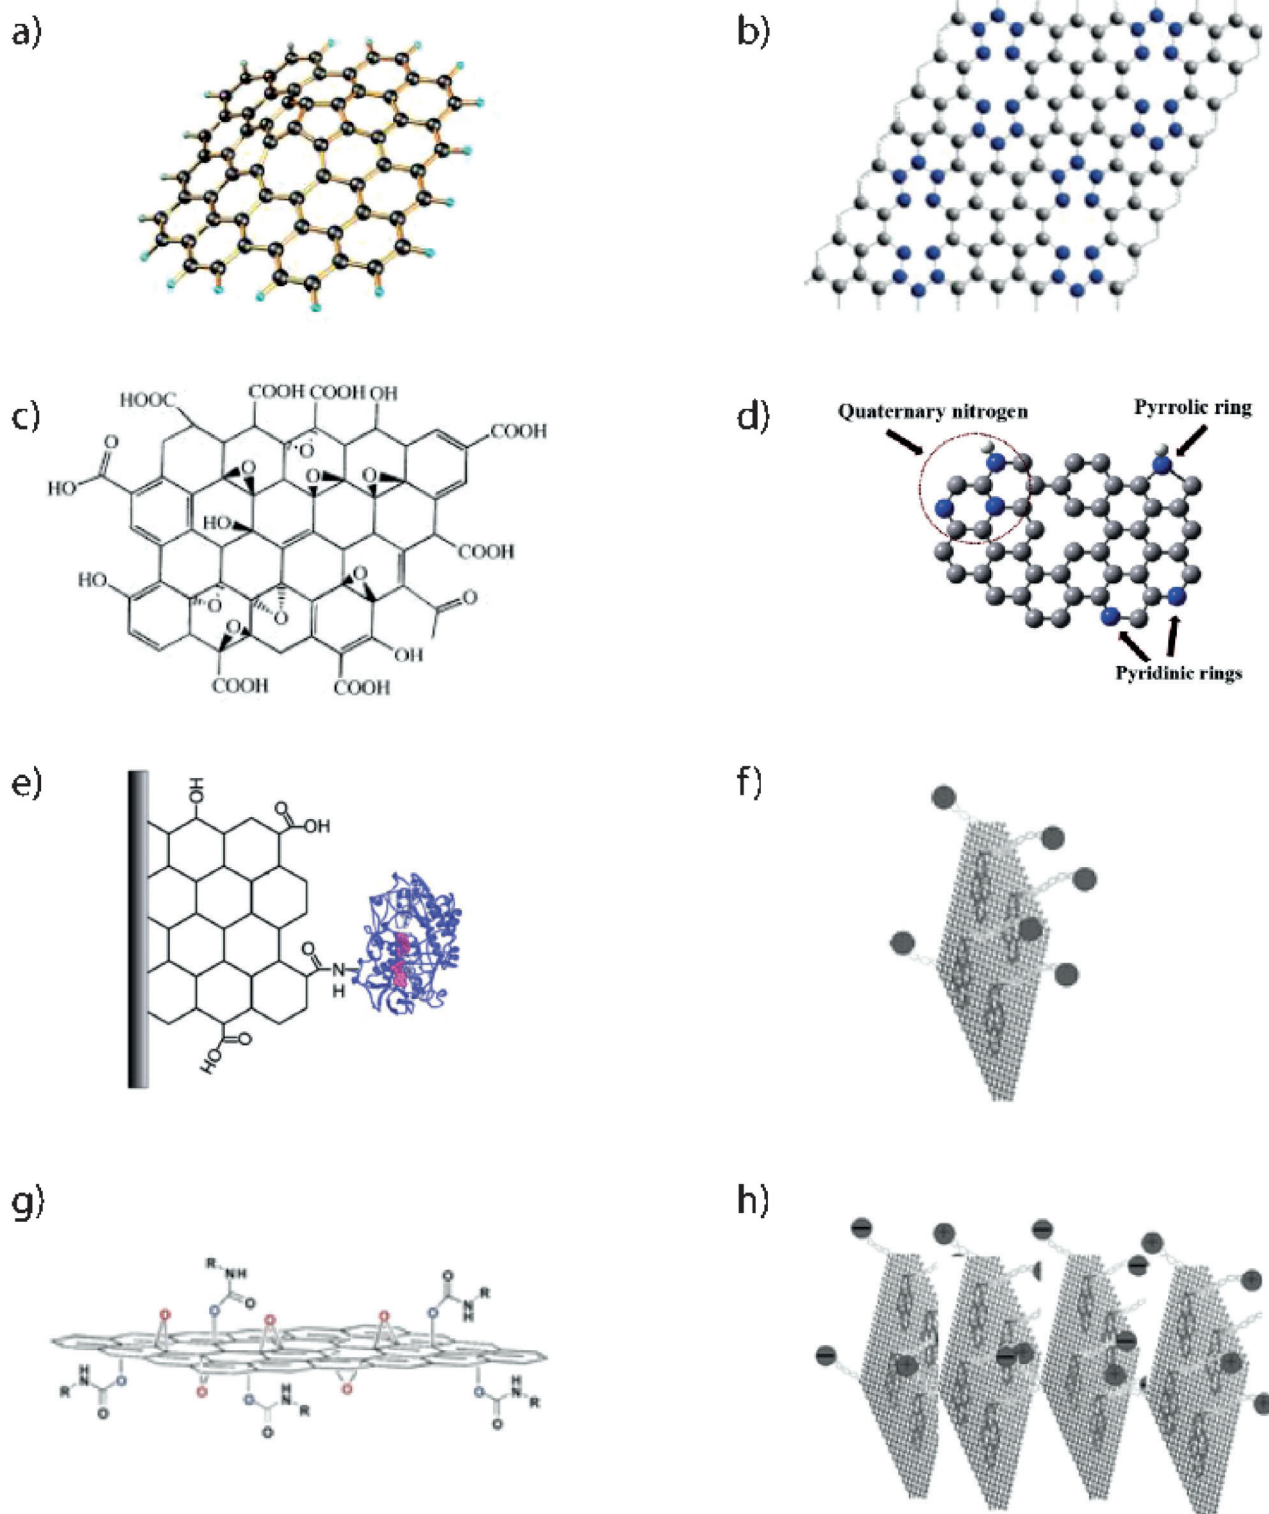 a)
b)
c)
HOOC
COOH
COOH
OH
COOH
O
HO
O
O
O
O
O
HO
COOH
HO
O
O
O
O
O
OH
COOH
COOH
d)
Quaternary nitrogen
Pyrrolic ring
Pyridinic rings
e)
OH
O
OH
O
N
H
O
HO
f)
g)
R
NH
O
O
O
O
O
O
O
N
H
R
H
N
R
O
O
O
O
H
N
R
O
O
O
O
H
N
R
O
h)
− + − +
− +
− + − +
+